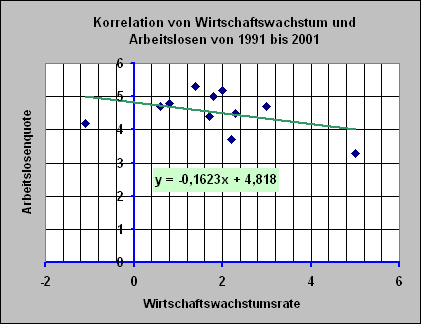 Korrelation von Wirtschaftswachstum und
Arbeitslosen von 1991 bis 2001
Arbeitslosenquote
6
5
4
3
2
1
0
y = -0,1623x + 4,818
-2
0
2
4
6
Wirtschaftswachstumsrate